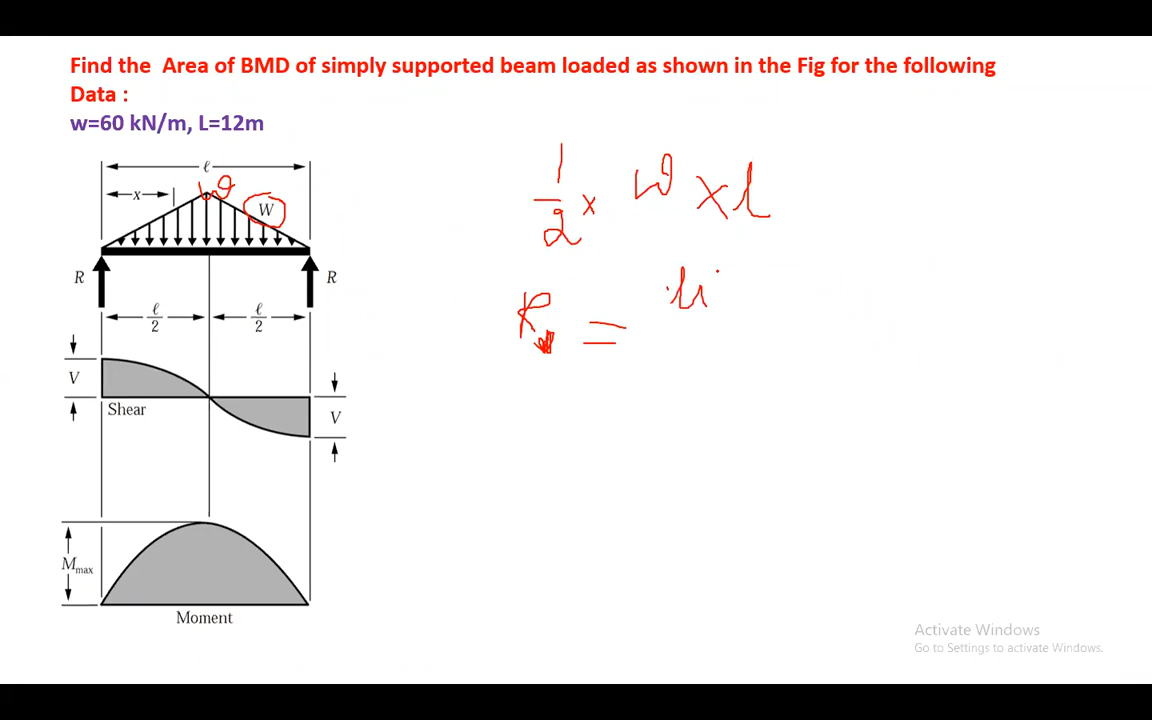 Find the Area of BMD of simply supported beam loaded as shown in the Fig for the following
Data :
w=60 kN/m, L=12m
ℓ
x
ω
W
R
R
ℓ/2
ℓ/2
V
Shear
V
M max
Moment
1/2 × ω × l
R =
Activate Windows
Go to Settings to activate Windows.